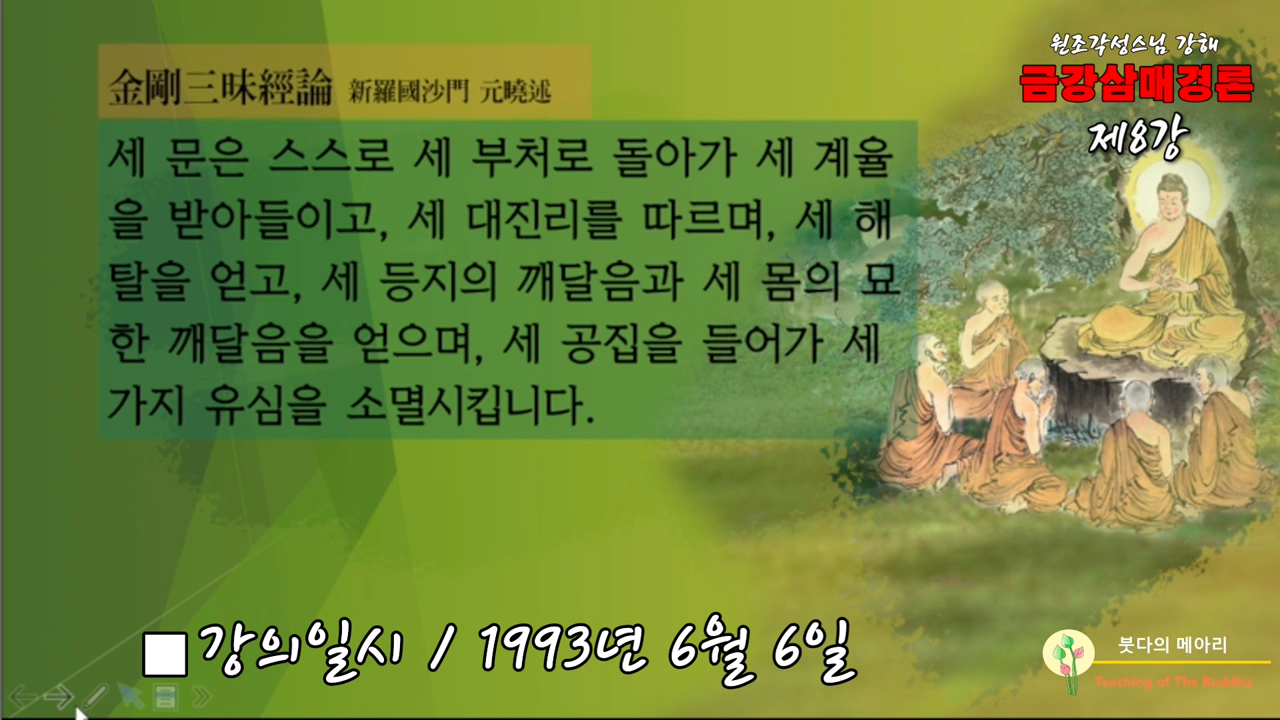 원조각성스님 강해
금강삼매경론
제8강
金剛三昧經論 新羅國沙門 元曉述
세 문은 스스로 세 부처로 돌아가 세 계율
을 받아들이고, 세 대진리를 따르며, 세 해
탈을 얻고, 세 등지의 깨달음과 세 몸의 묘
한 깨달음을 얻으며, 세 공집을 들어가 세
가지 유심을 소멸시킵니다.
■강의일시 / 1993년 6월 6일
붓다의 메아리
Teaching of The Buddha